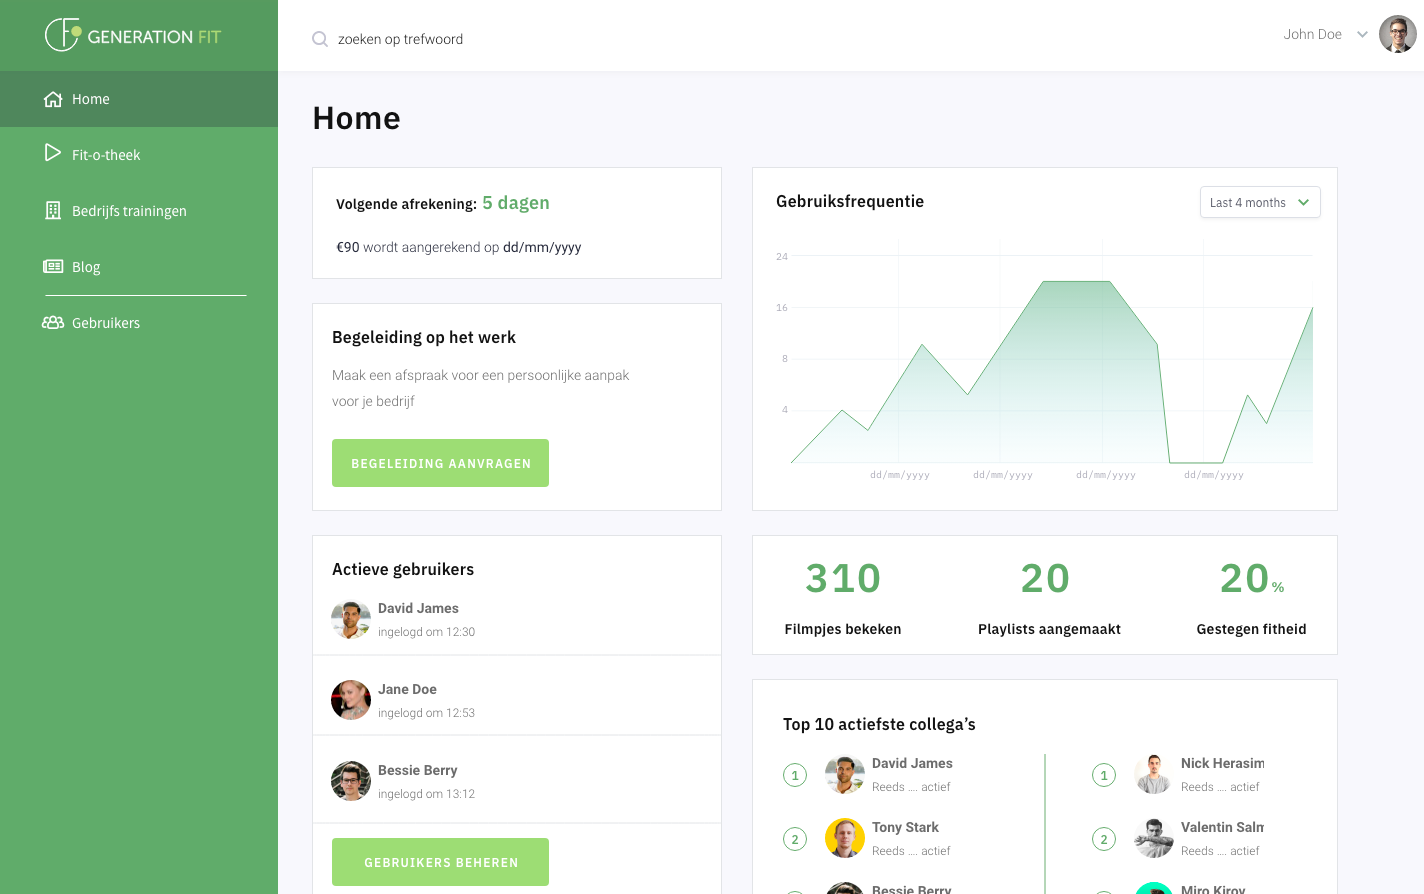 GENERATION FIT
zoeken op trefwoord
John Doe
Home
Fit-o-theek
Bedrijfs trainingen
Blog
Gebruikers
Home
Volgende afrekening: 5 dagen
€90 wordt aangerekend op dd/mm/yyyy
Begeleiding op het werk
Maak een afspraak voor een persoonlijke aanpak
voor je bedrijf
BEGELEIDING AANVRAGEN
Gebruiksfrequentie
Last 4 months
24
16
8
4
dd/mm/yyyy dd/mm/yyyy dd/mm/yyyy dd/mm/yyyy
Actieve gebruikers
David James
ingelogd om 12:30
Jane Doe
ingelogd om 12:53
Bessie Berry
ingelogd om 13:12
GEBRUIKERS BEHEREN
310
Filmpjes bekeken
20
Playlists aangemaakt
20%
Gestegen fitheid
Top 10 actiefste collega’s
1
David James
Reeds .... actief
2
Tony Stark
Reeds .... actief
Bessie Berry
1
Nick Herasim
Reeds .... actief
2
Valentin Salm
Reeds .... actief
Miro Kirov